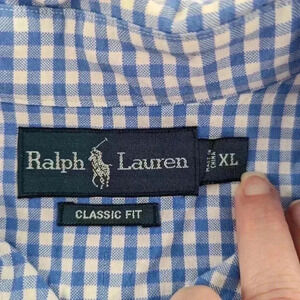 Ralph Lauren
MADE IN
CHINA
XL
CLASSIC FIT